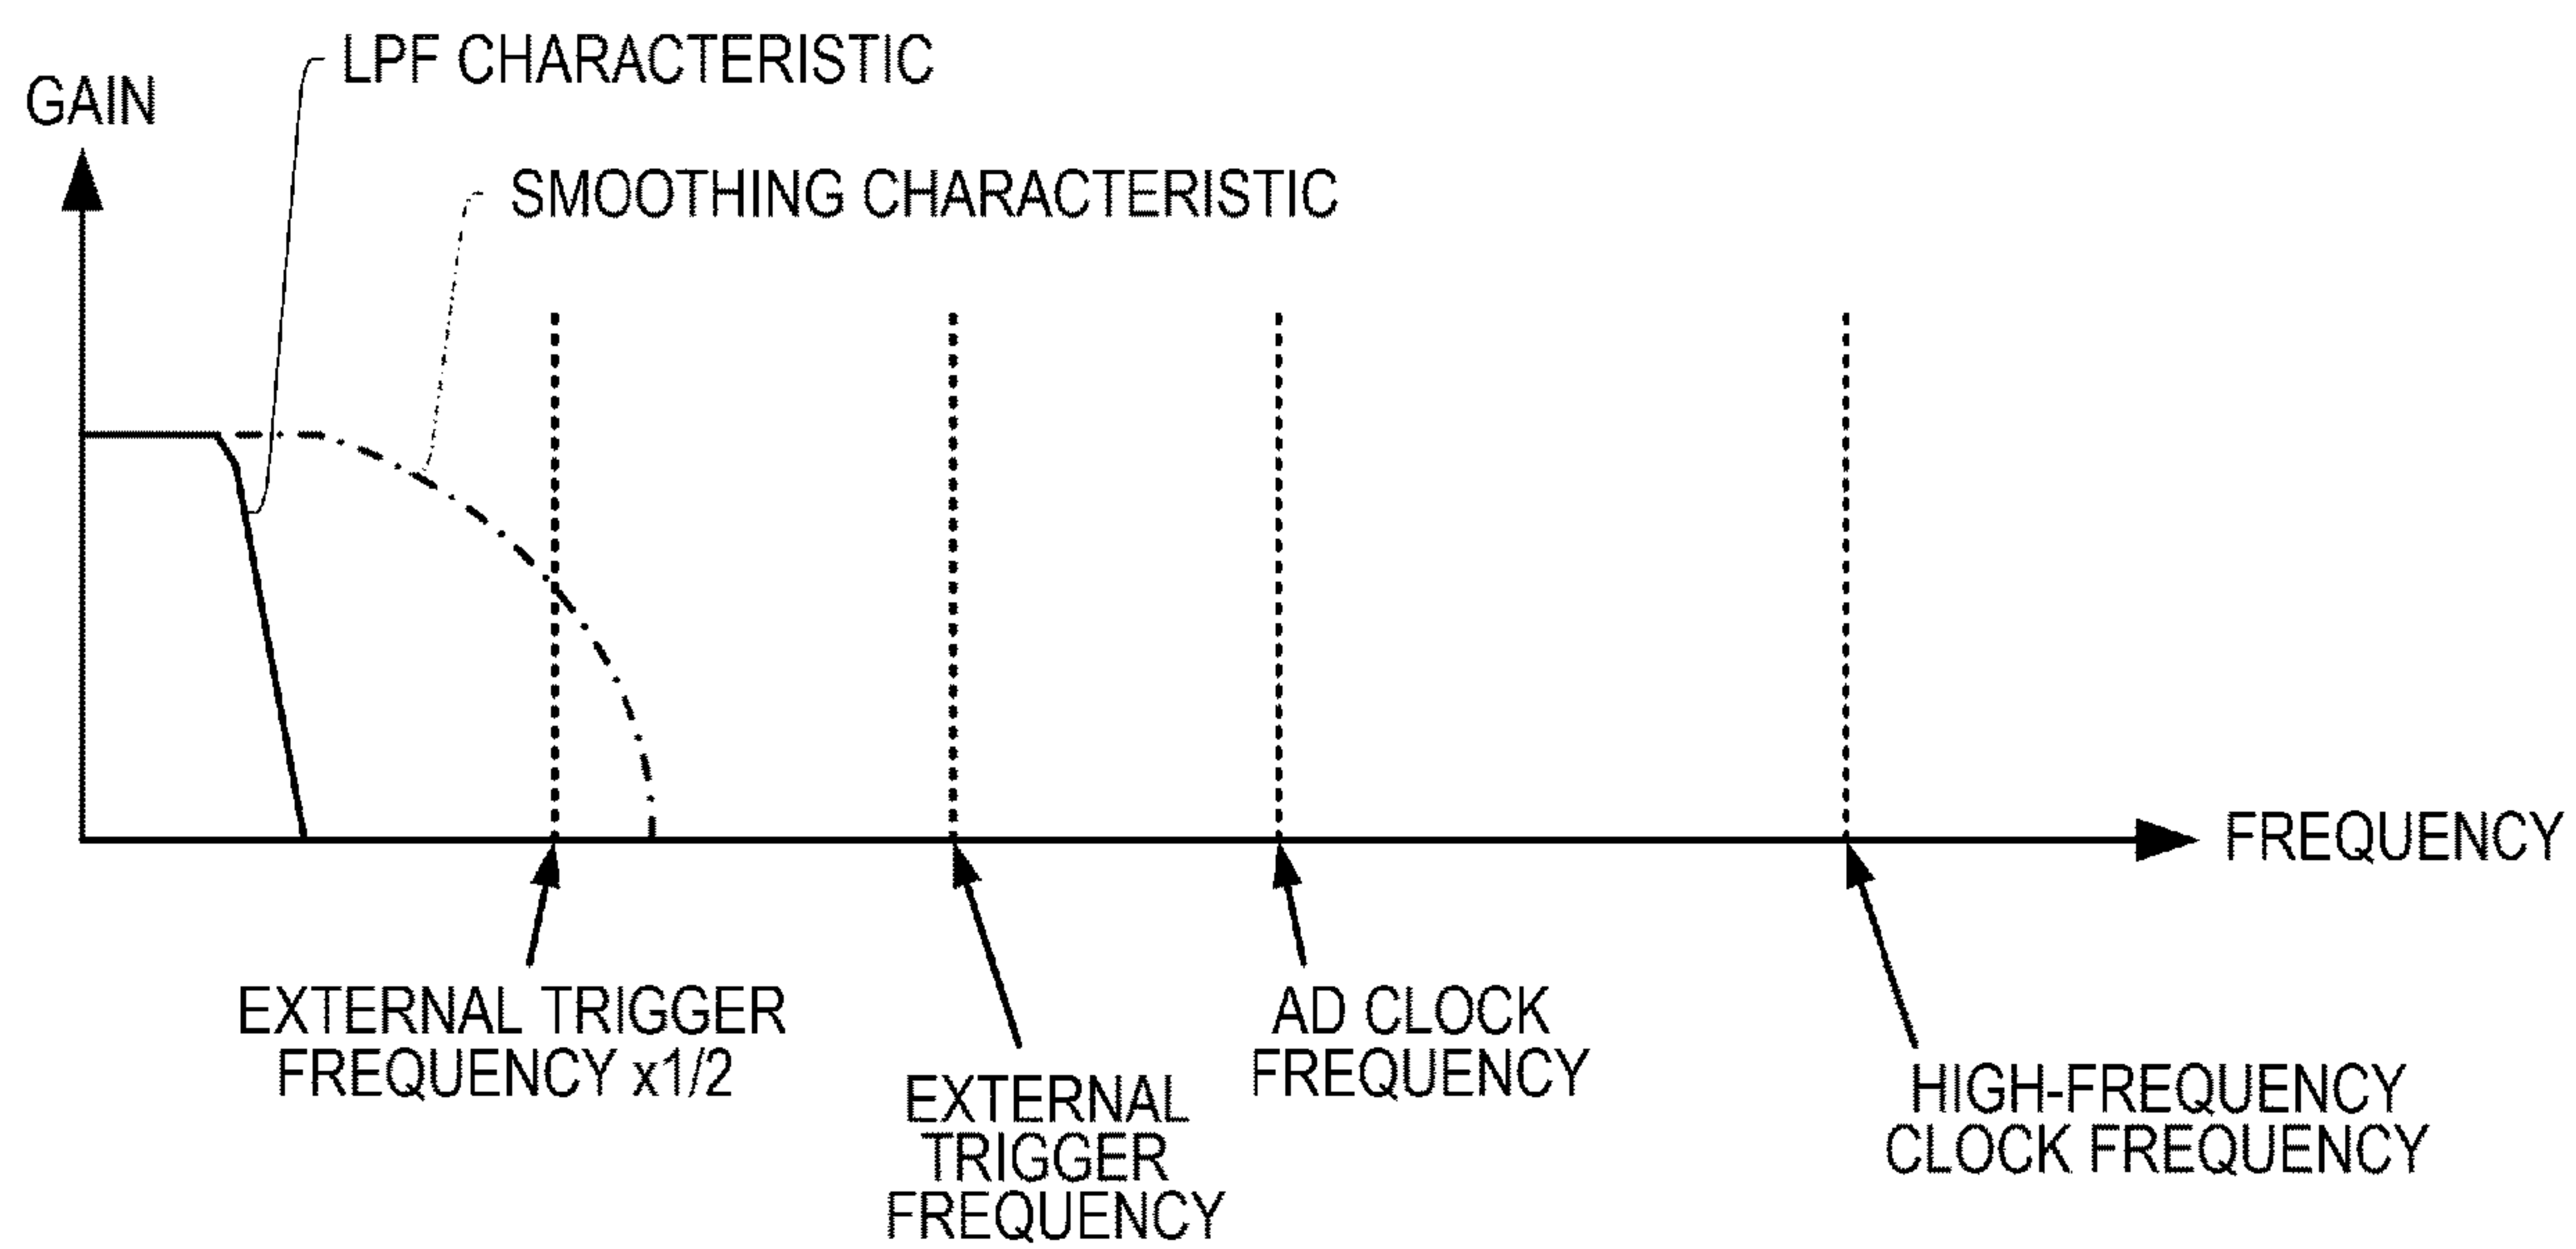 LPF CHARACTERISTIC
GAIN
SMOOTHING CHARACTERISTIC
FREQUENCY
EXTERNAL TRIGGER
FREQUENCY x1/2
EXTERNAL
TRIGGER
FREQUENCY
AD CLOCK
FREQUENCY
HIGH-FREQUENCY
CLOCK FREQUENCY